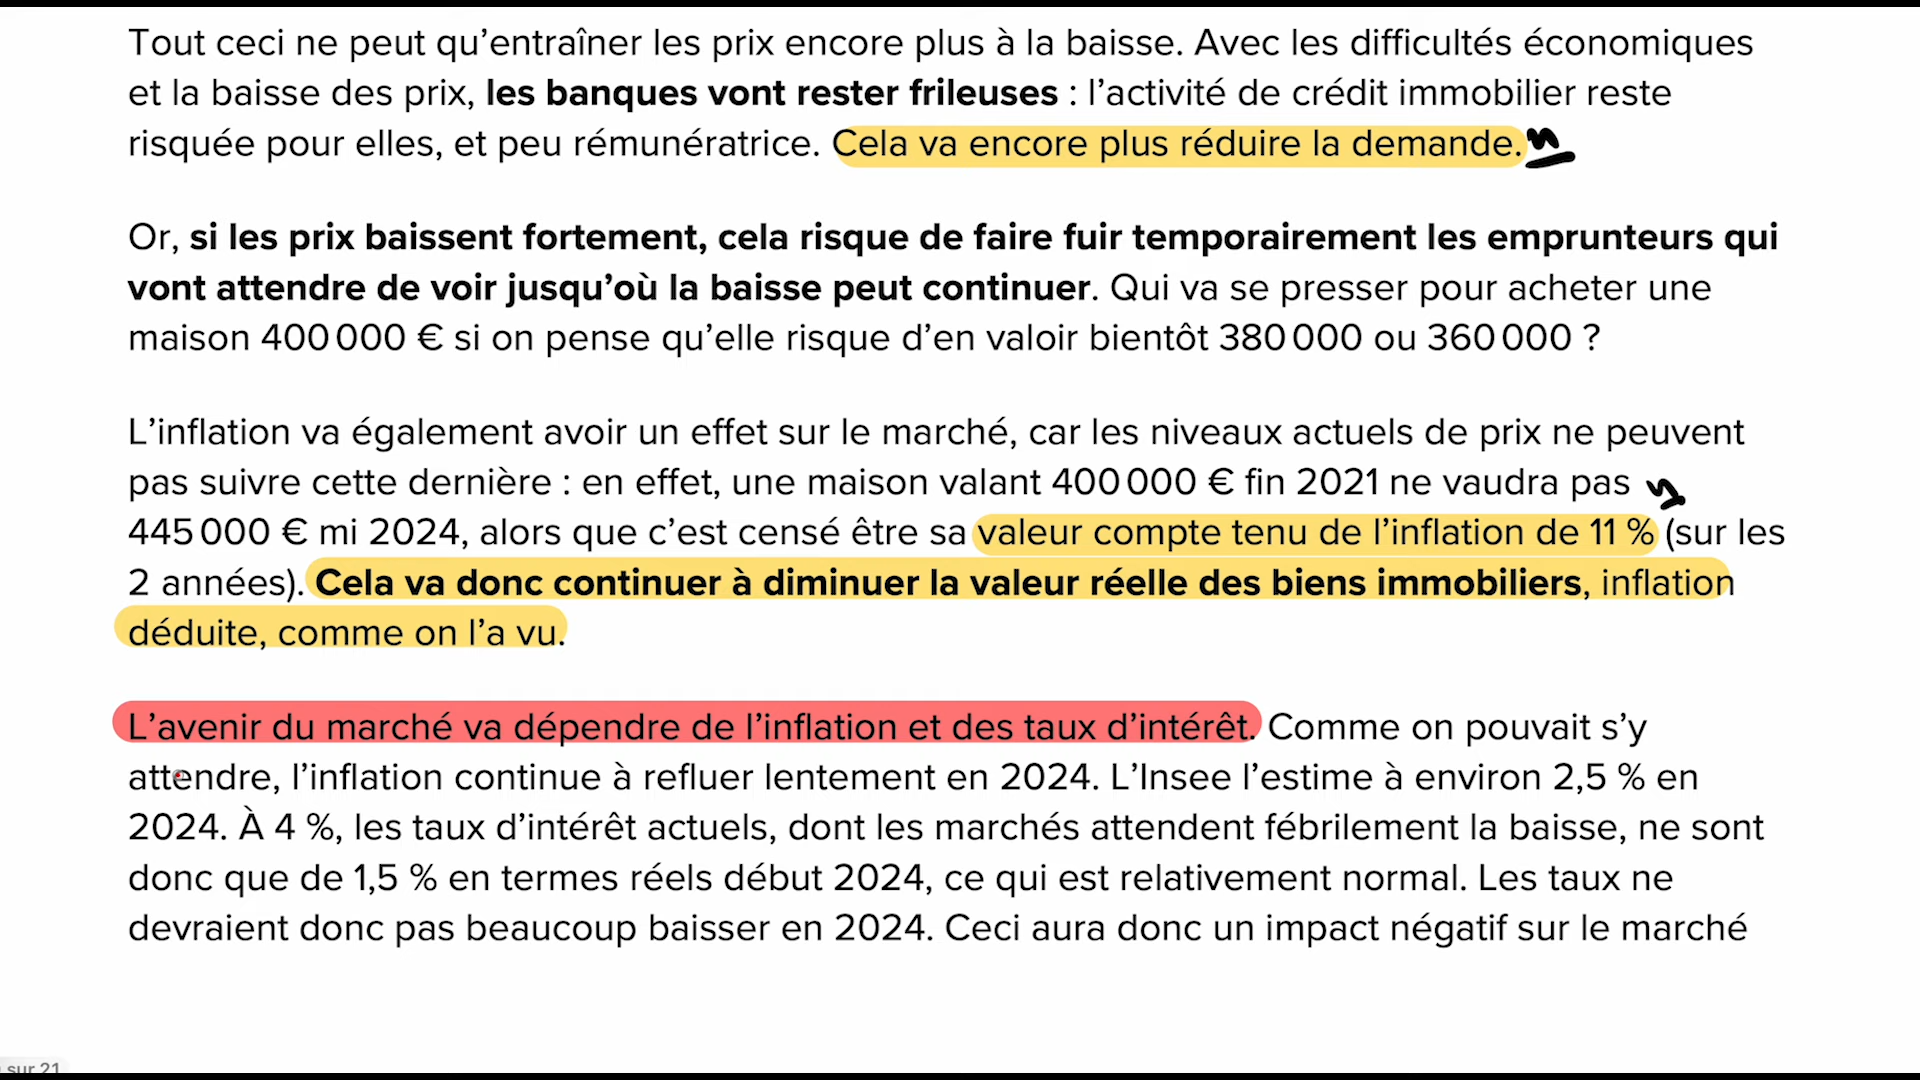 Tout ceci ne peut qu’entraîner les prix encore plus à la baisse. Avec les difficultés économiques
et la baisse des prix, les banques vont rester frileuses : l’activité de crédit immobilier reste
risquée pour elles, et peu rémunératrice. Cela va encore plus réduire la demande.
Or, si les prix baissent fortement, cela risque de faire fuir temporairement les emprunteurs qui
vont attendre de voir jusqu’où la baisse peut continuer. Qui va se presser pour acheter une
maison 400 000 € si on pense qu’elle risque d’en valoir bientôt 380 000 ou 360 000 ?
L’inflation va également avoir un effet sur le marché, car les niveaux actuels de prix ne peuvent
pas suivre cette dernière : en effet, une maison valant 400 000 € fin 2021 ne vaudra pas
445 000 € mi 2024, alors que c’est censé être sa valeur compte tenu de l’inflation de 11 % (sur les
2 années). Cela va donc continuer à diminuer la valeur réelle des biens immobiliers, inflation
déduite, comme on l’a vu.
L’avenir du marché va dépendre de l’inflation et des taux d’intérêt. Comme on pouvait s’y
attendre, l’inflation continue à refluer lentement en 2024. L’Insee l’estime à environ 2,5 % en
2024. À 4 %, les taux d’intérêt actuels, dont les marchés attendent fébrilement la baisse, ne sont
donc que de 1,5 % en termes réels début 2024, ce qui est relativement normal. Les taux ne
devraient donc pas beaucoup baisser en 2024. Ceci aura donc un impact négatif sur le marché
sur 21